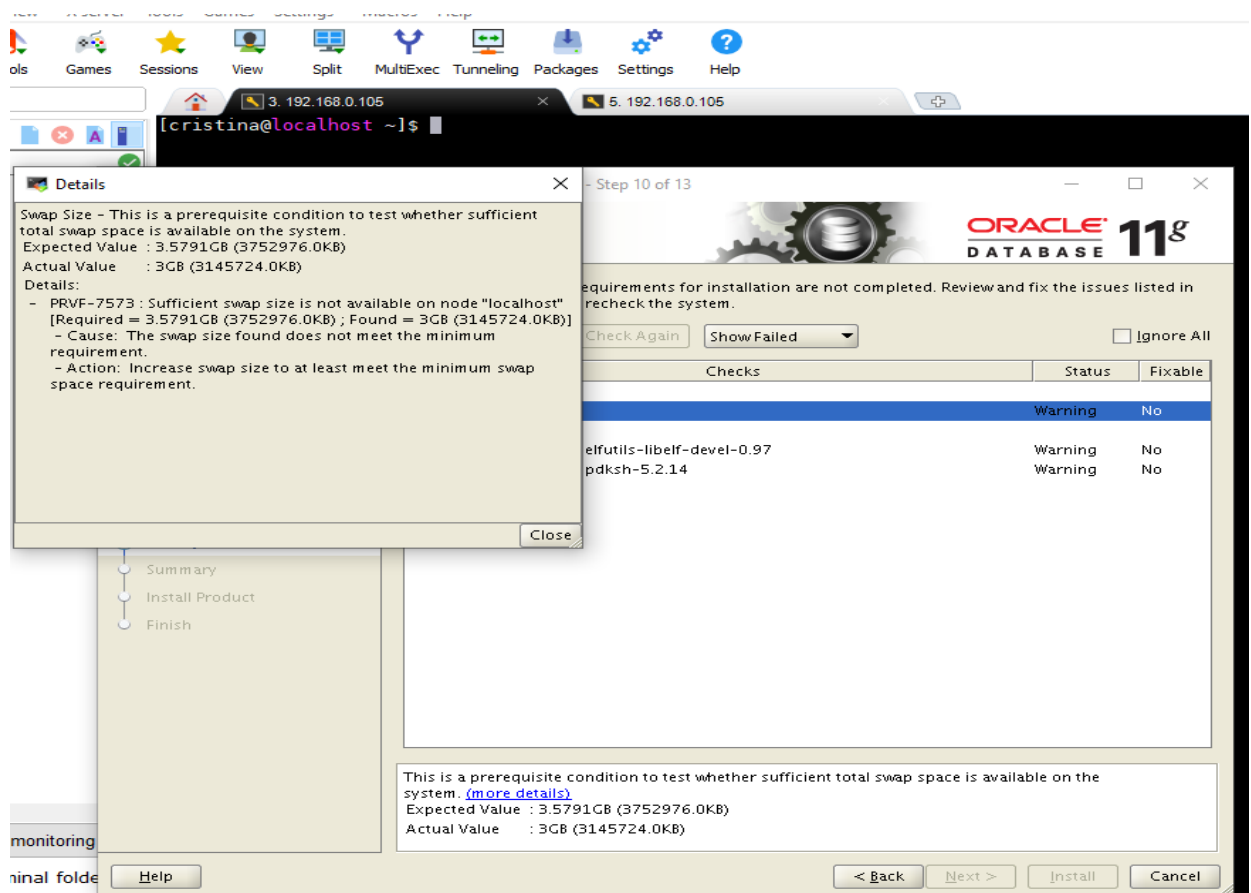 Games
Sessions
View
Split
MultiExec
Tunneling
Packages
Settings
Help
3. 192.168.0.105
5. 192.168.0.105
[cristina@localhost ~]$
Details
Swap Size - This is a prerequisite condition to test whether sufficient
total swap space is available on the system.
Expected Value : 3.5791GB (3752976.0KB)
Actual Value : 3GB (3145724.0KB)
Details:
- PRVF-7573 : Sufficient swap size is not available on node "localhost"
[Required = 3.5791GB (3752976.0KB) ; Found = 3GB (3145724.0KB)]
- Cause: The swap size found does not meet the minimum
requirement.
- Action: Increase swap size to at least meet the minimum swap
space requirement.
Close
- Step 10 of 13
ORACLE
DATABASE
11g
equirements for installation are not completed. Review and fix the issues listed in
recheck the system.
Check Again
Show Failed
Ignore All
Checks
Status
Fixable
Warning
No
elfutils-libelf-devel-0.97
Warning
No
pdksh-5.2.14
Warning
No
Summary
Install Product
Finish
This is a prerequisite condition to test whether sufficient total swap space is available on the
system. (more details)
Expected Value : 3.5791GB (3752976.0KB)
Actual Value : 3GB (3145724.0KB)
monitoring
minal folde
Help
< Back
Next >
Install
Cancel